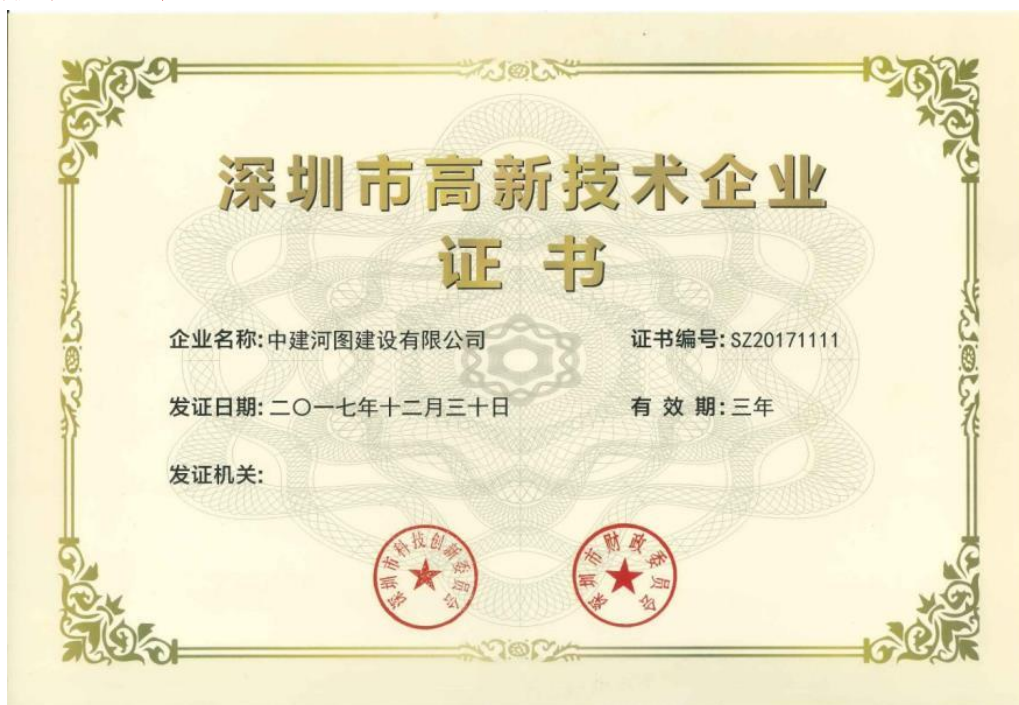 深圳市高新技术企业
证书
企业名称:中建河图建设有限公司
证书编号:SZ20171111
发证日期:二〇一七年十二月三十日
有效期:三年
发证机关:
深圳市科技创新委员会
深圳市财政委员会